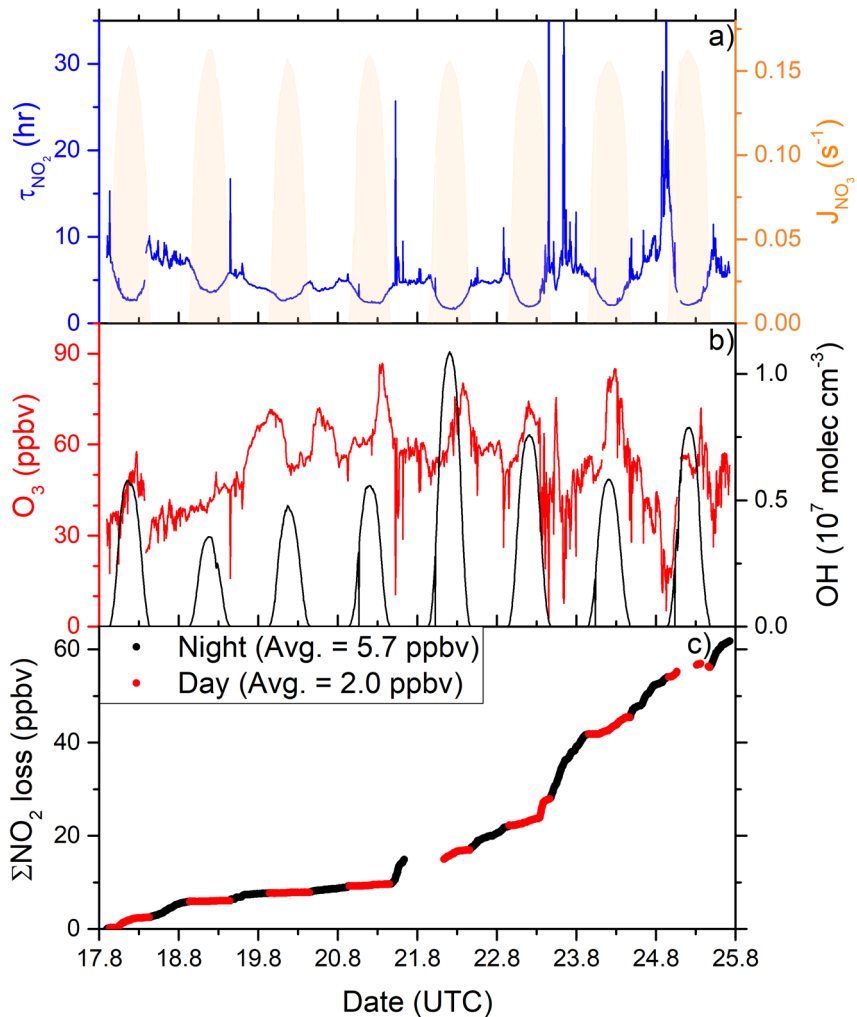 a)
30
20
10
0
τNO₂ (hr)
0.15
0.10
0.05
0.00
JNO₃ (s⁻¹)
b)
90
60
30
0
O₃ (ppbv)
1.0
0.5
0.0
OH (10⁷ molec cm⁻³)
c)
Night (Avg. = 5.7 ppbv)
Day (Avg. = 2.0 ppbv)
60
40
20
0
ΣNO₂ loss (ppbv)
17.8 18.8 19.8 20.8 21.8 22.8 23.8 24.8 25.8
Date (UTC)